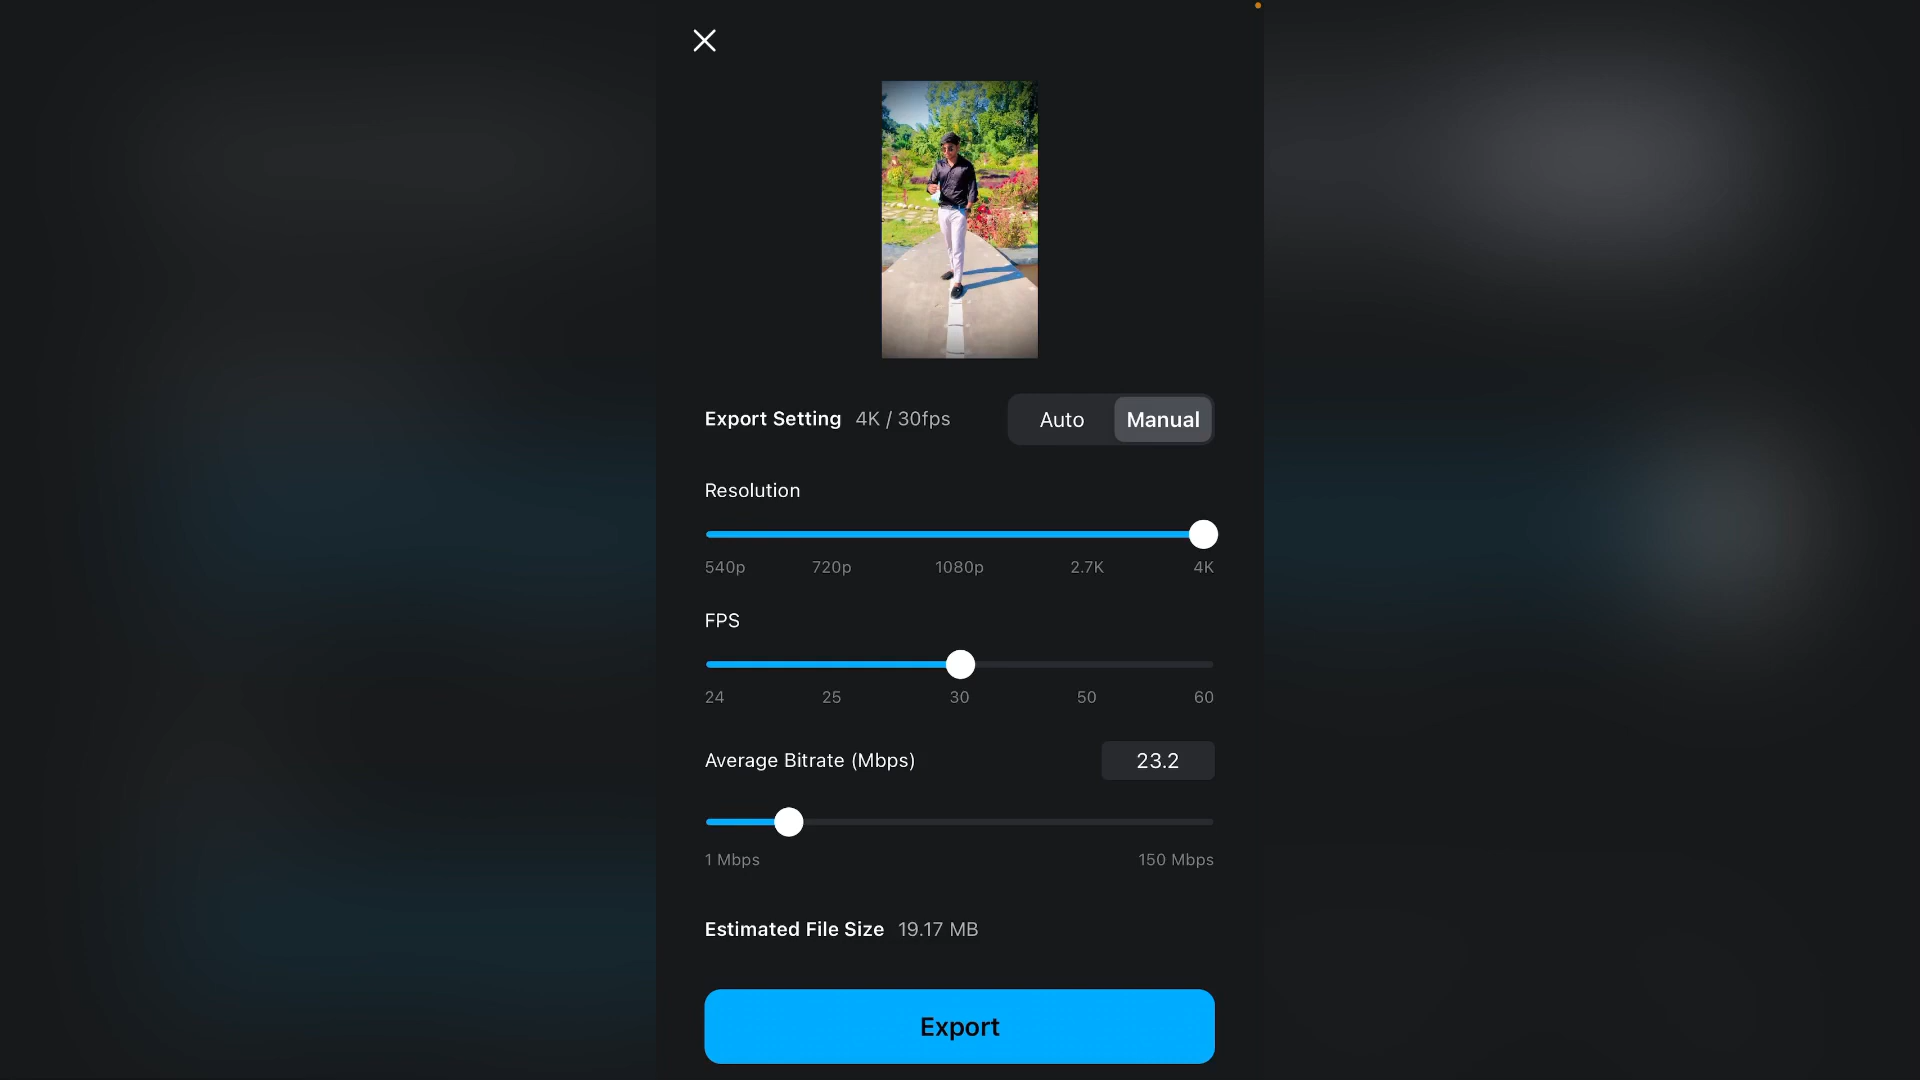 Export Setting 4K / 30fps Auto Manual
Resolution
540p 720p 1080p 2.7K 4K
FPS
24 25 30 50 60
Average Bitrate (Mbps) 23.2
1 Mbps 150 Mbps
Estimated File Size 19.17 MB
Export